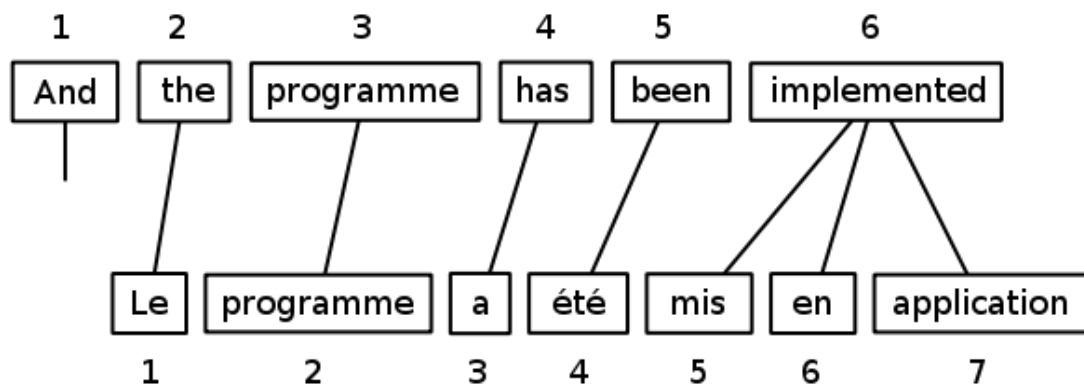 1 2 3 4 5 6
And the programme has been implemented
Le programme a été mis en application
1 2 3 4 5 6 7